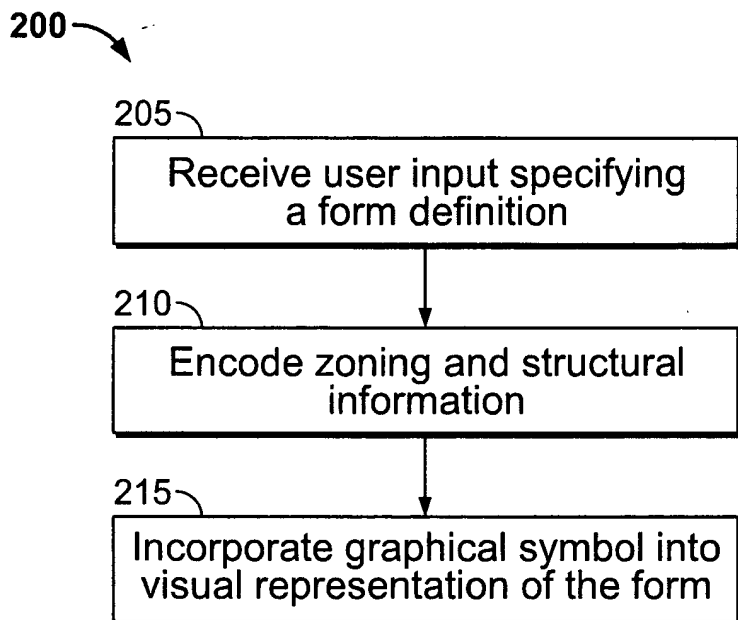 200
205
Receive user input specifying
a form definition
210
Encode zoning and structural
information
215
Incorporate graphical symbol into
visual representation of the form